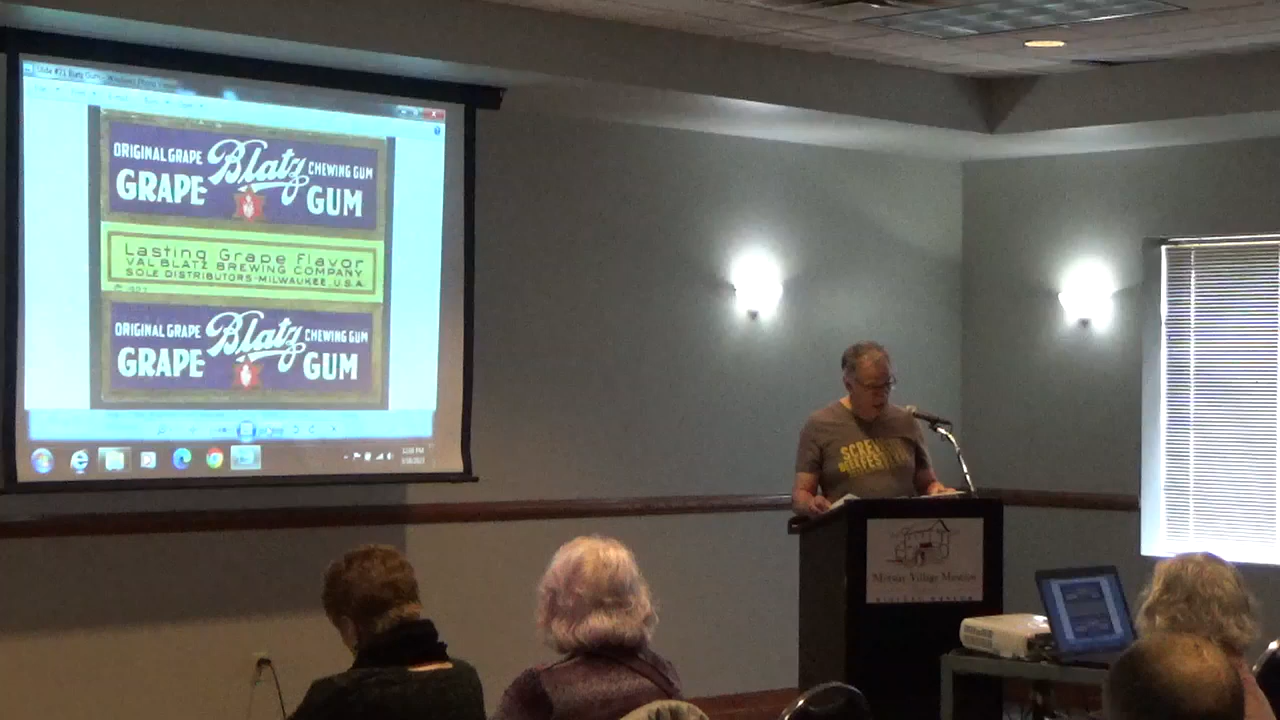 ORIGINAL GRAPE Blatz CHEWING GUM
GRAPE GUM
Lasting Grape Flavor
VAL BLATZ BREWING COMPANY
SOLE DISTRIBUTORS-MILWAUKEE, U.S.A.
ORIGINAL GRAPE Blatz CHEWING GUM
GRAPE GUM
Village